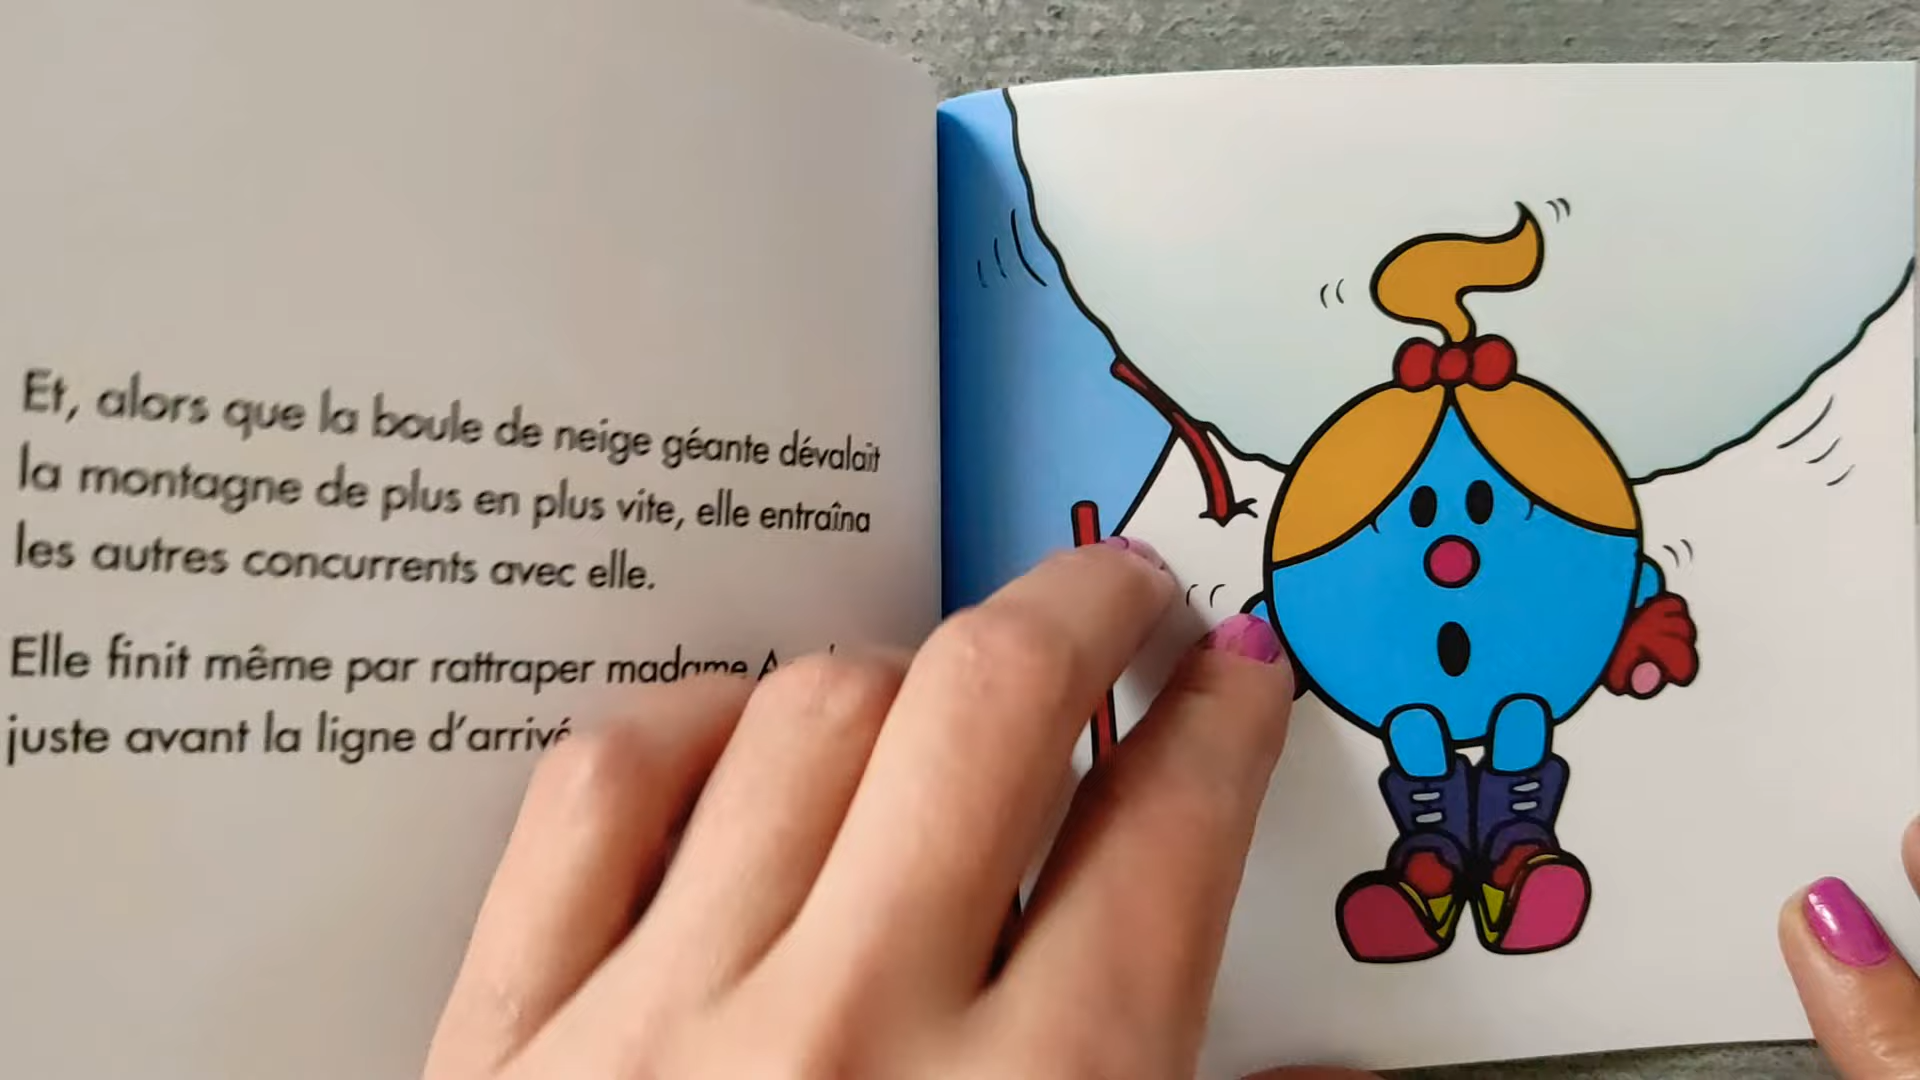 Et, alors que la boule de neige géante dévalait
la montagne de plus en plus vite, elle entraîna
les autres concurrents avec elle.
Elle finit même par rattraper madame
juste avant la ligne